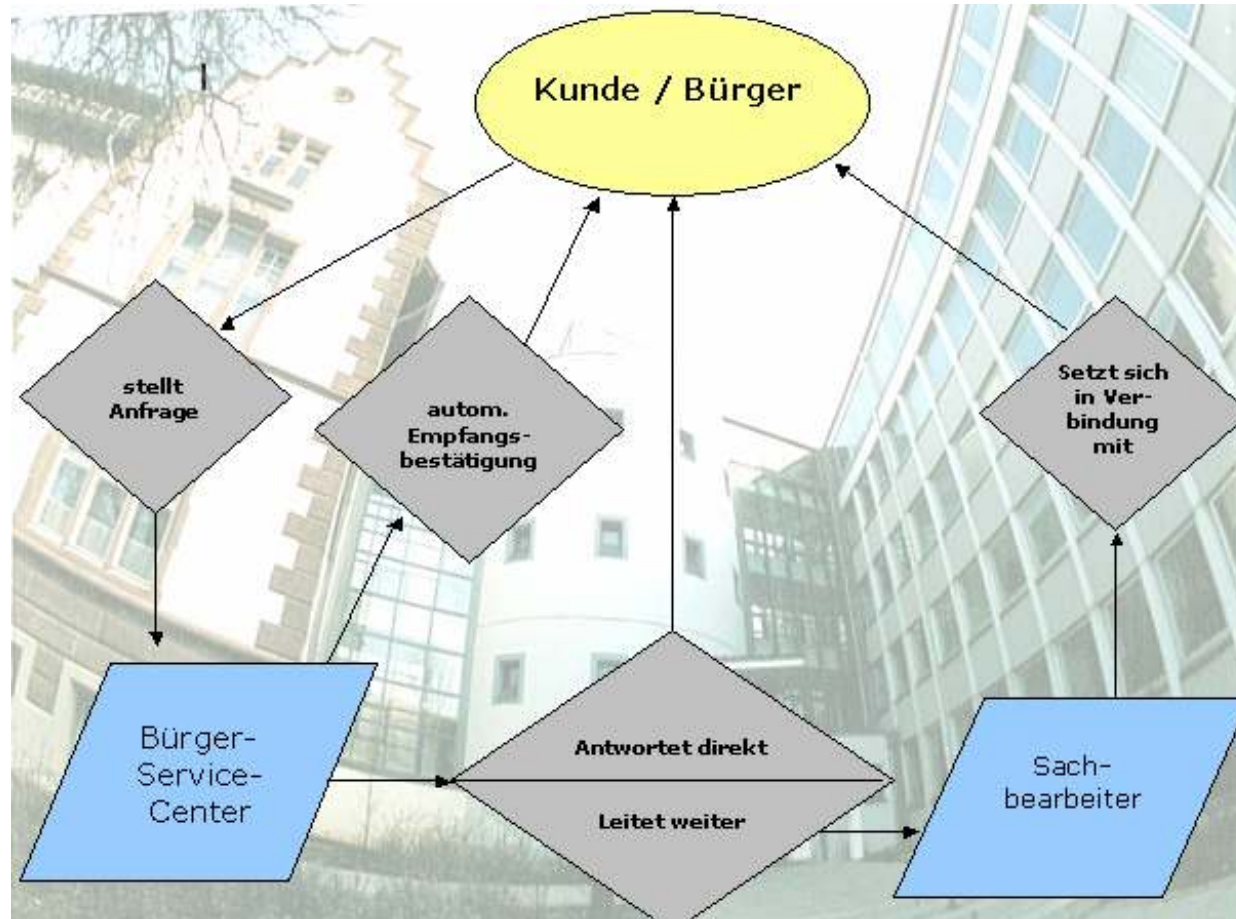 Kunde / Bürger
stellt
Anfrage
autom.
Empfangs-
bestätigung
Setzt sich
in Ver-
bindung
mit
Bürger-
Service-
Center
Antwortet direkt
Leitet weiter
Sach-
bearbeiter